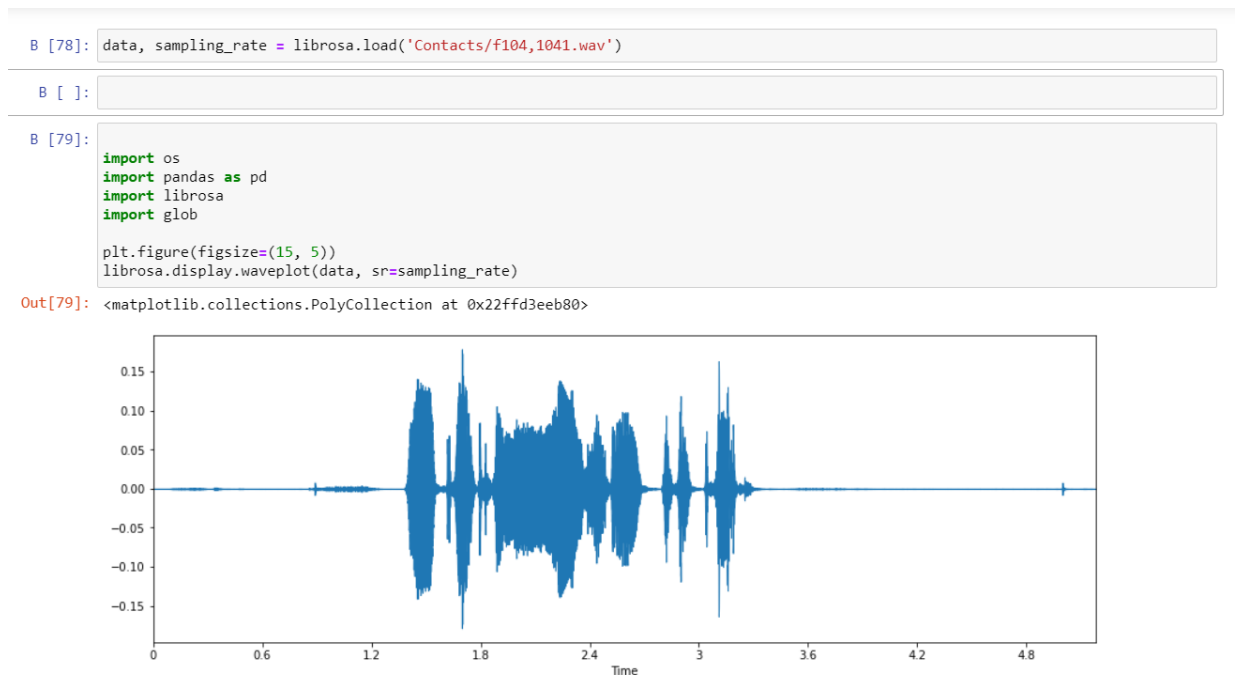 B [78]: data, sampling_rate = librosa.load('Contacts/f104,1041.wav')
B [ ]:
B [79]:
import os
import pandas as pd
import librosa
import glob
plt.figure(figsize=(15, 5))
librosa.display.waveplot(data, sr=sampling_rate)
Out[79]: <matplotlib.collections.PolyCollection at 0x22ffd3eeb80>
0.15
0.10
0.05
0.00
−0.05
−0.10
−0.15
0 0.6 1.2 1.8 2.4 3 3.6 4.2 4.8
Time